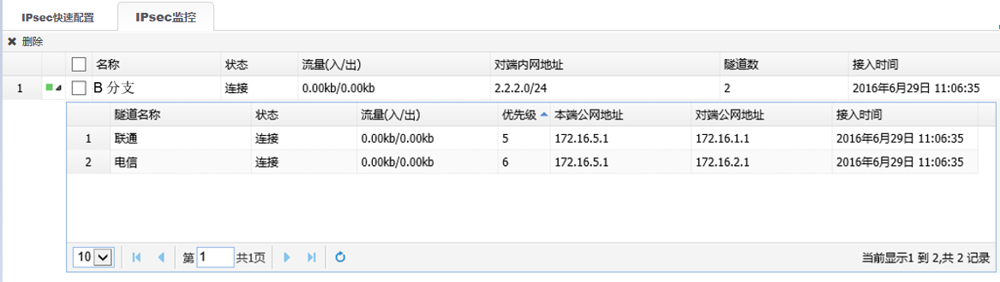 IPsec快速配置 IPsec监控
删除
名称 状态 流量(入/出) 对端内网地址 隧道数 接入时间
1 B 分支 连接 0.00kb/0.00kb 2.2.2.0/24 2 2016年6月29日 11:06:35
隧道名称 状态 流量(入/出) 优先级 本端公网地址 对端公网地址 接入时间
1 联通 连接 0.00kb/0.00kb 5 172.16.5.1 172.16.1.1 2016年6月29日 11:06:35
2 电信 连接 0.00kb/0.00kb 6 172.16.5.1 172.16.2.1 2016年6月29日 11:06:35
10 第 1 共1页 当前显示1 到 2,共 2 记录